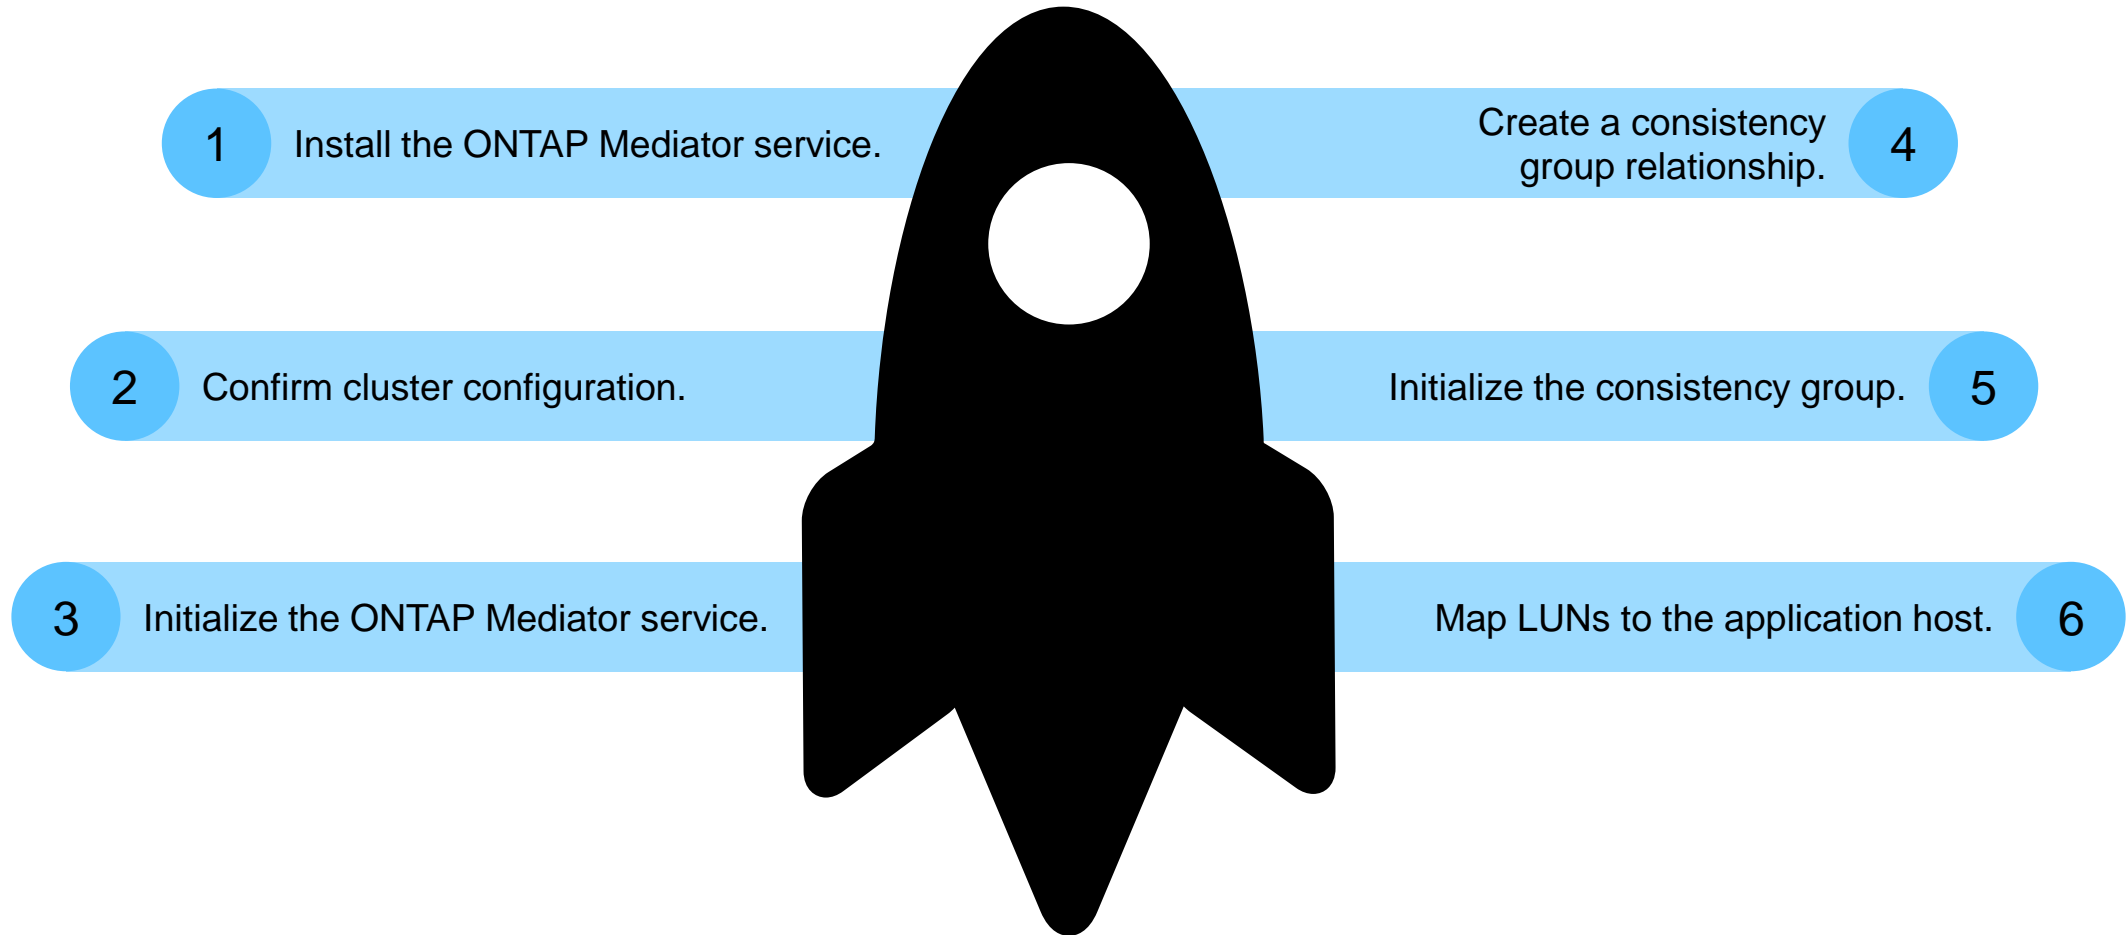 1
Install the ONTAP Mediator service.
2
Confirm cluster configuration.
3
Initialize the ONTAP Mediator service.
Create a consistency
group relationship.
4
Initialize the consistency group.
5
Map LUNs to the application host.
6